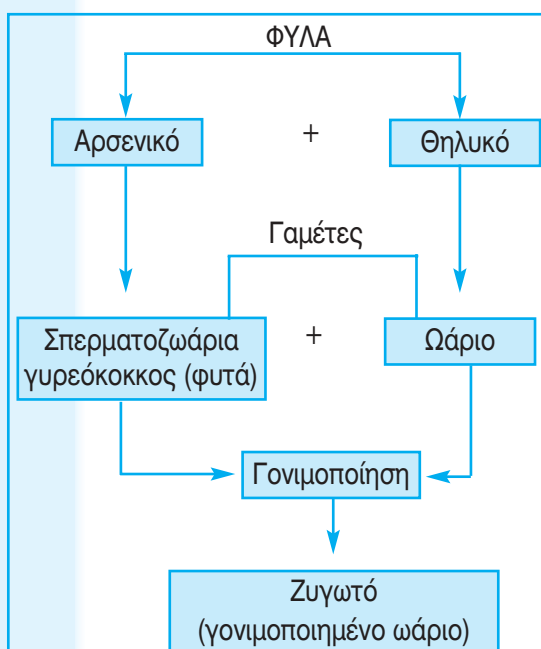 ΦΥΛΑ
Αρσενικό + Θηλυκό
Γαμέτες
Σπερματοζωάρια
γυρεόκοκκος (φυτά)
+
Ωάριο
Γονιμοποίηση
Ζυγωτό
(γονιμοποιημένο ωάριο)